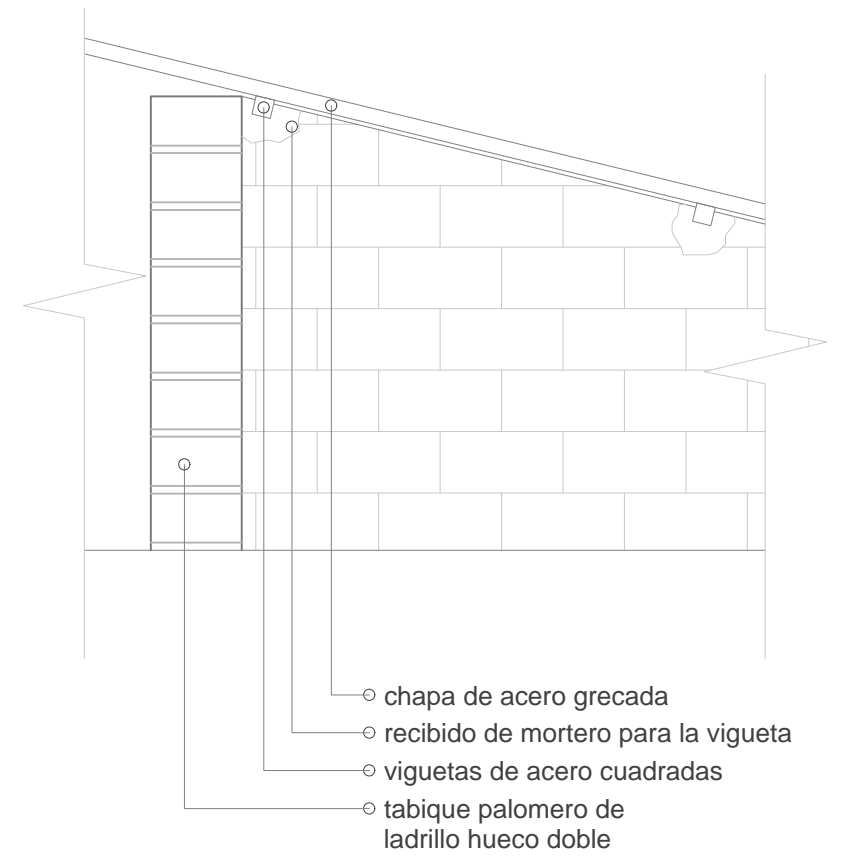 chapa de acero grecada
recibido de mortero para la vigueta
viguetas de acero cuadradas
tabique palomero de
ladrillo hueco doble